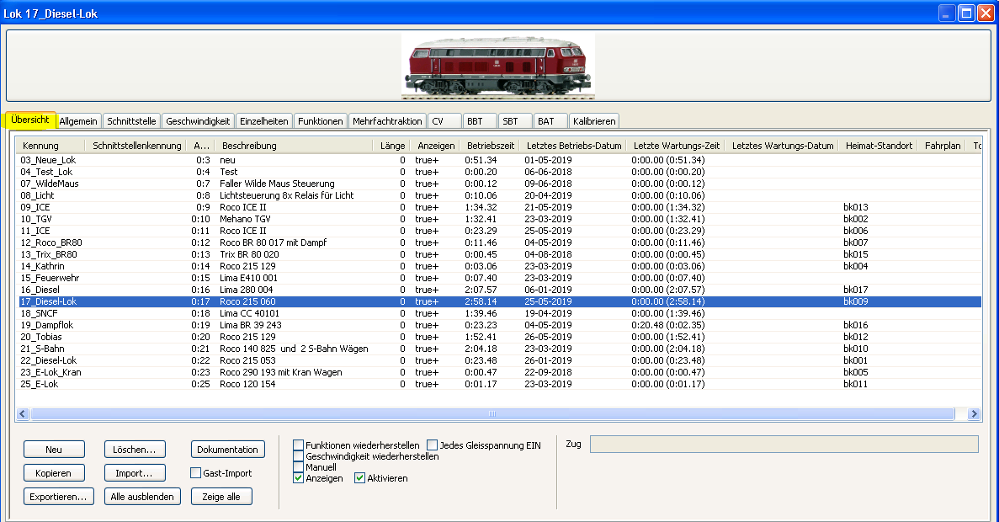 Lok 17_Diesel-Lok
Übersicht Allgemein Schnittstelle Geschwindigkeit Einzelheiten Funktionen Mehrfachtraktion CV BBT SBT BAT Kalibrieren
Kennung Schnittstellenkennung A... Beschreibung Länge Anzeigen Betriebszeit Letztes Betriebs-Datum Letzte Wartungs-Zeit Letztes Wartungs-Datum Heimat-Standort Fahrplan To
03_Neue_Lok 0:3 neu 0 true+ 0:51.34 01-05-2019 0:00.00 (0:51.34)
04_Test_Lok 0:4 Test 0 true+ 0:00.20 06-06-2018 0:00.00 (0:00.20)
07_WildeMaus 0:7 Faller Wilde Maus Steuerung 0 true+ 0:00.12 09-06-2018 0:00.00 (0:00.12)
08_Licht 0:8 Lichtsteuerung 8x Relais für Licht 0 true+ 0:10.06 20-04-2019 0:00.00 (0:10.06)
09_ICE 0:9 Roco ICE II 0 true+ 1:34.32 21-05-2019 0:00.00 (1:34.32) bk013
10_TGV 0:10 Mehano TGV 0 true+ 1:32.41 23-03-2019 0:00.00 (1:32.41) bk002
11_ICE 0:11 Roco ICE II 0 true+ 0:23.29 25-05-2019 0:00.00 (0:23.29) bk006
12_Roco_BR80 0:12 Roco BR 80 017 mit Dampf 0 true+ 0:11.46 04-05-2019 0:00.00 (0:11.46) bk007
13_Trix_BR80 0:13 Trix BR 80 020 0 true+ 0:00.45 04-08-2018 0:00.00 (0:00.45) bk015
14_Kathrin 0:14 Roco 215 129 0 true+ 0:03.06 23-03-2019 0:00.00 (0:03.06) bk004
15_Feuerwehr 0:15 Lima E410 001 0 true+ 0:07.40 23-03-2019 0:00.00 (0:07.40)
16_Diesel 0:16 Lima 280 004 0 true+ 2:07.57 06-01-2019 0:00.00 (2:07.57) bk017
17_Diesel-Lok 0:17 Roco 215 060 0 true+ 2:58.14 25-05-2019 0:00.00 (2:58.14) bk009
18_SNCF 0:18 Lima CC 40101 0 true+ 1:39.46 19-04-2019 0:00.00 (1:39.46)
19_Dampflok 0:19 Lima BR 39 243 0 true+ 0:23.23 04-05-2019 0:20.48 (0:02.35) bk016
20_Tobias 0:20 Roco 215 129 0 true+ 1:52.41 26-05-2019 0:00.00 (1:52.41) bk012
21_S-Bahn 0:21 Roco 140 825 und 2 S-Bahn Wägen 0 true+ 2:04.18 23-03-2019 0:00.00 (2:04.18) bk010
22_Diesel-Lok 0:22 Roco 215 053 0 true+ 0:23.48 26-01-2019 0:00.00 (0:23.48) bk001
23_E-Lok_Kran 0:23 Roco 290 193 mit Kran Wagen 0 true+ 0:00.47 22-09-2018 0:00.00 (0:00.47) bk005
25_E-Lok 0:25 Roco 120 154 0 true+ 0:01.17 23-03-2019 0:00.00 (0:01.17) bk011
Neu Löschen... Dokumentation
Kopieren Import... Gast-Import
Exportieren... Alle ausblenden Zeige alle
Funktionen wiederherstellen Jedes Gleisspannung EIN
Geschwindigkeit wiederherstellen
Manuell
Anzeigen Aktivieren
Zug